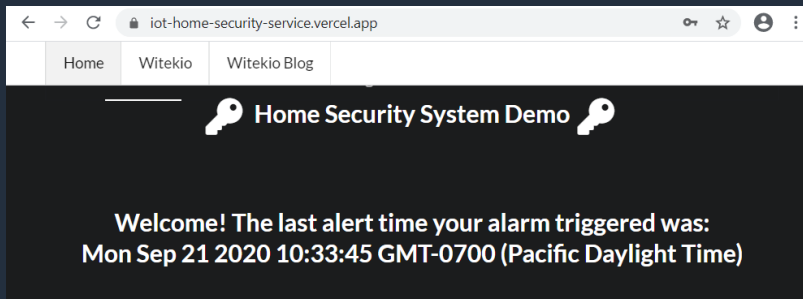 iot-home-security-service.vercel.app
Home Witekio Witekio Blog
Home Security System Demo
Welcome! The last alert time your alarm triggered was:
Mon Sep 21 2020 10:33:45 GMT-0700 (Pacific Daylight Time)